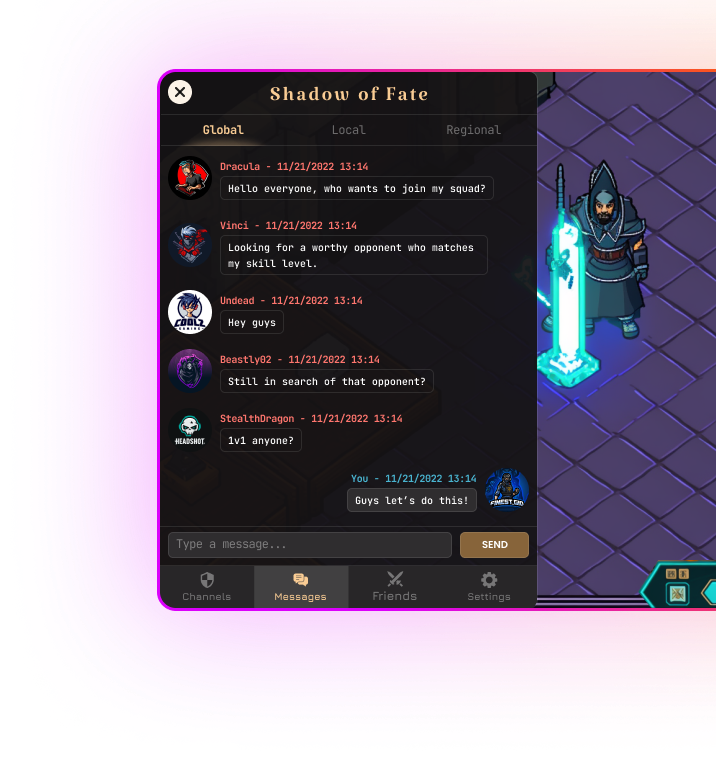 Shadow of Fate
Global Local Regional
Dracula - 11/21/2022 13:14
Hello everyone, who wants to join my squad?
Vinci - 11/21/2022 13:14
Looking for a worthy opponent who matches
my skill level.
Undead - 11/21/2022 13:14
COOLZ
GAMING
Hey guys
Beastly02 - 11/21/2022 13:14
Still in search of that opponent?
StealthDragon - 11/21/2022 13:14
HEADSHOT
1v1 anyone?
You - 11/21/2022 13:14
Guys let’s do this!
Type a message...
SEND
Channels Messages Friends Settings